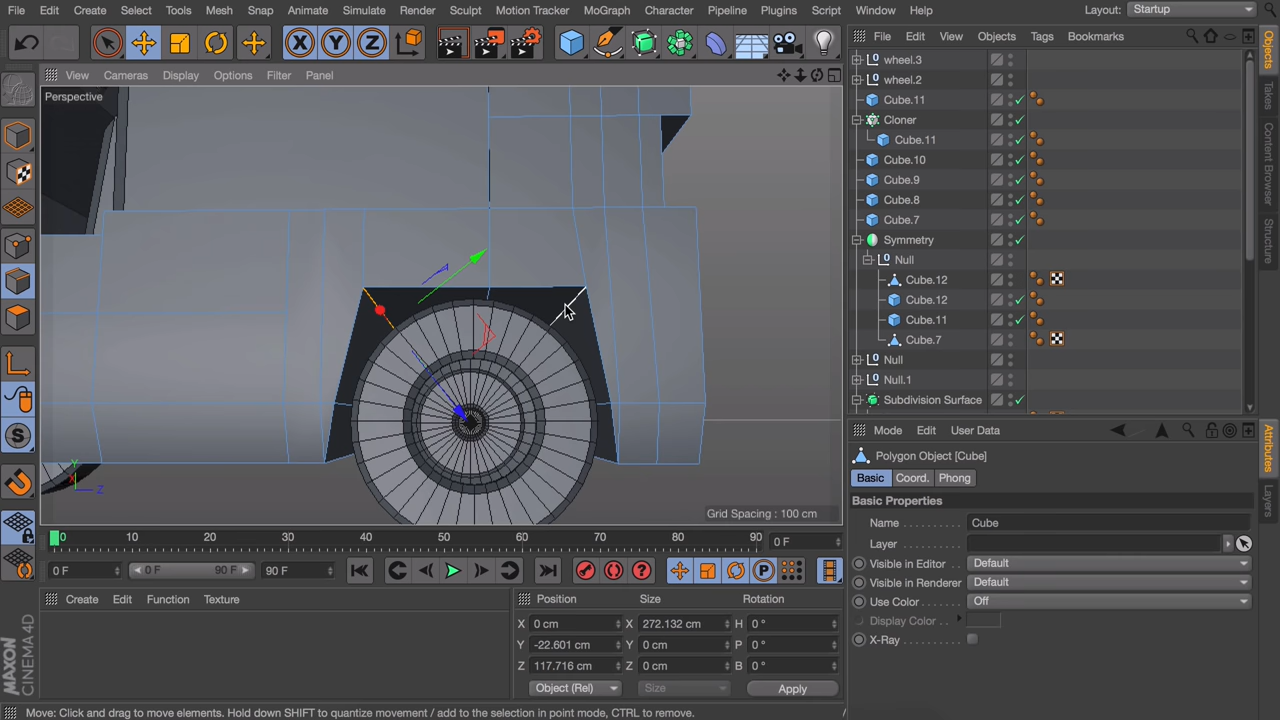 File Edit Create Select Tools Mesh Snap Animate Simulate Render Sculpt Motion Tracker MoGraph Character Pipeline Plugins Script Window Help Layout: Startup
File Edit View Objects Tags Bookmarks
View Cameras Display Options Filter Panel
Perspective
wheel.3
wheel.2
Cube.11
Cloner
Cube.11
Cube.10
Cube.9
Cube.8
Cube.7
Symmetry
Null
Cube.12
Cube.12
Cube.11
Cube.7
Null
Null.1
Subdivision Surface
Objects
Takes
Content Browser
Structure
Mode Edit User Data
Polygon Object [Cube]
Basic Coord. Phong
Basic Properties
Name Cube
Layer
Visible in Editor Default
Visible in Renderer Default
Use Color Off
Display Color
X-Ray
Attributes
Layers
X Y Z
Y
X
Z
S
Grid Spacing : 100 cm
0 10 20 30 40 50 60 70 80 90 0 F
0 F 0 F 90 F 90 F
P
Create Edit Function Texture
Position Size Rotation
X 0 cm X 272.132 cm H 0 °
Y -22.601 cm Y 0 cm P 0 °
Z 117.716 cm Z 0 cm B 0 °
Object (Rel) Size Apply
MAXON
CINEMA 4D
Move: Click and drag to move elements. Hold down SHIFT to quantize movement / add to the selection in point mode, CTRL to remove.